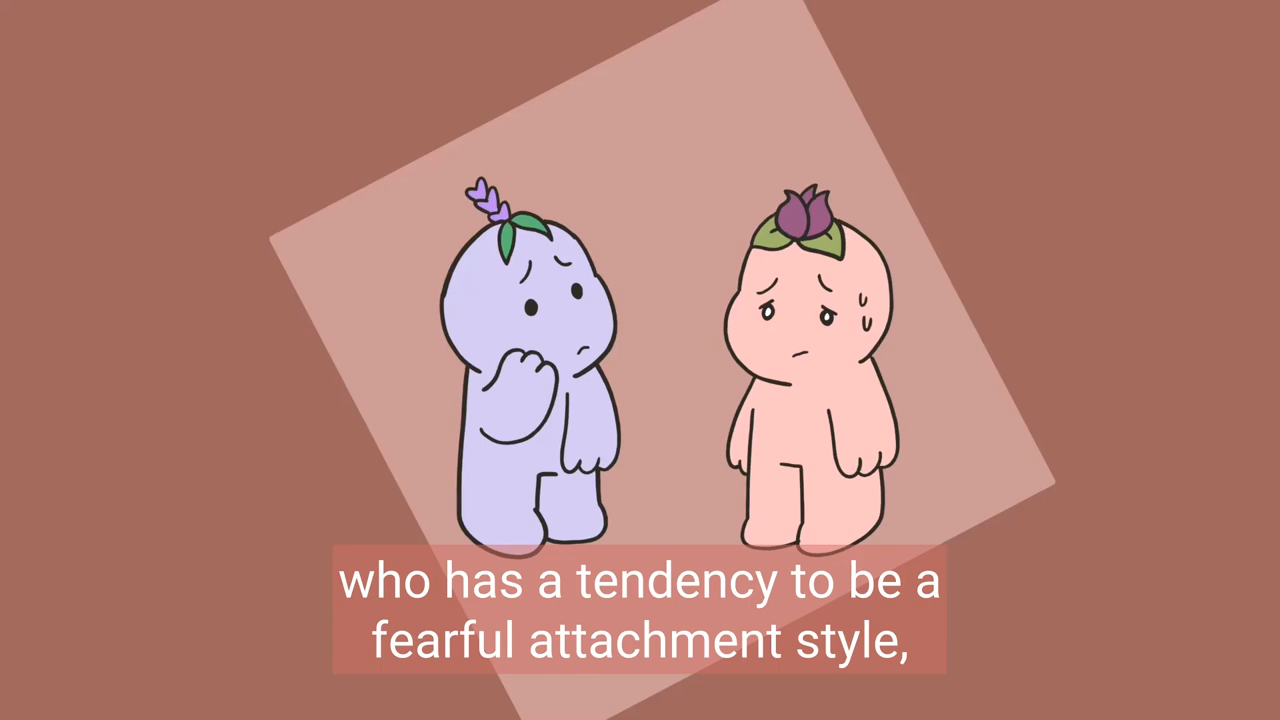 who has a tendency to be a
fearful attachment style,